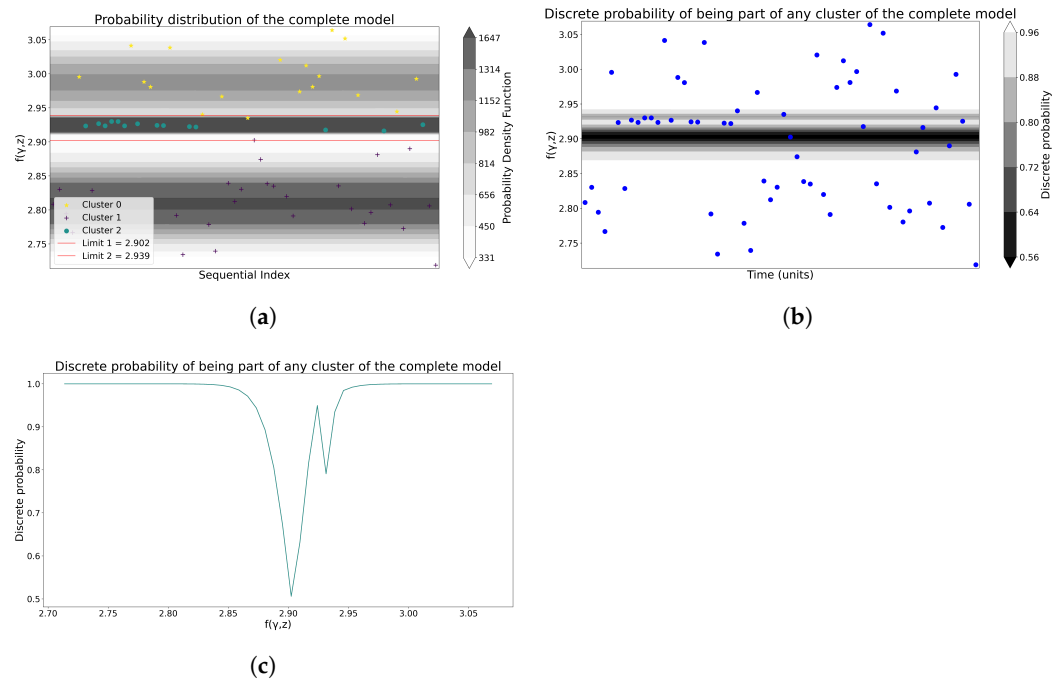 Probability distribution of the complete model
3.05
3.00
2.95
2.90
2.85
2.80
2.75
f(γ,z)
Cluster 0
Cluster 1
Cluster 2
Limit 1 = 2.902
Limit 2 = 2.939
Sequential Index
1647
1314
1152
982
814
656
450
331
Probability Density Function
(a)
Discrete probability of being part of any cluster of the complete model
3.05
3.00
2.95
2.90
2.85
2.80
2.75
f(γ,z)
Time (units)
0.96
0.88
0.80
0.72
0.64
0.56
Discrete probability
(b)
Discrete probability of being part of any cluster of the complete model
1.0
0.9
0.8
0.7
0.6
0.5
Discrete probability
2.70 2.75 2.80 2.85 2.90 2.95 3.00 3.05
f(γ,z)
(c)